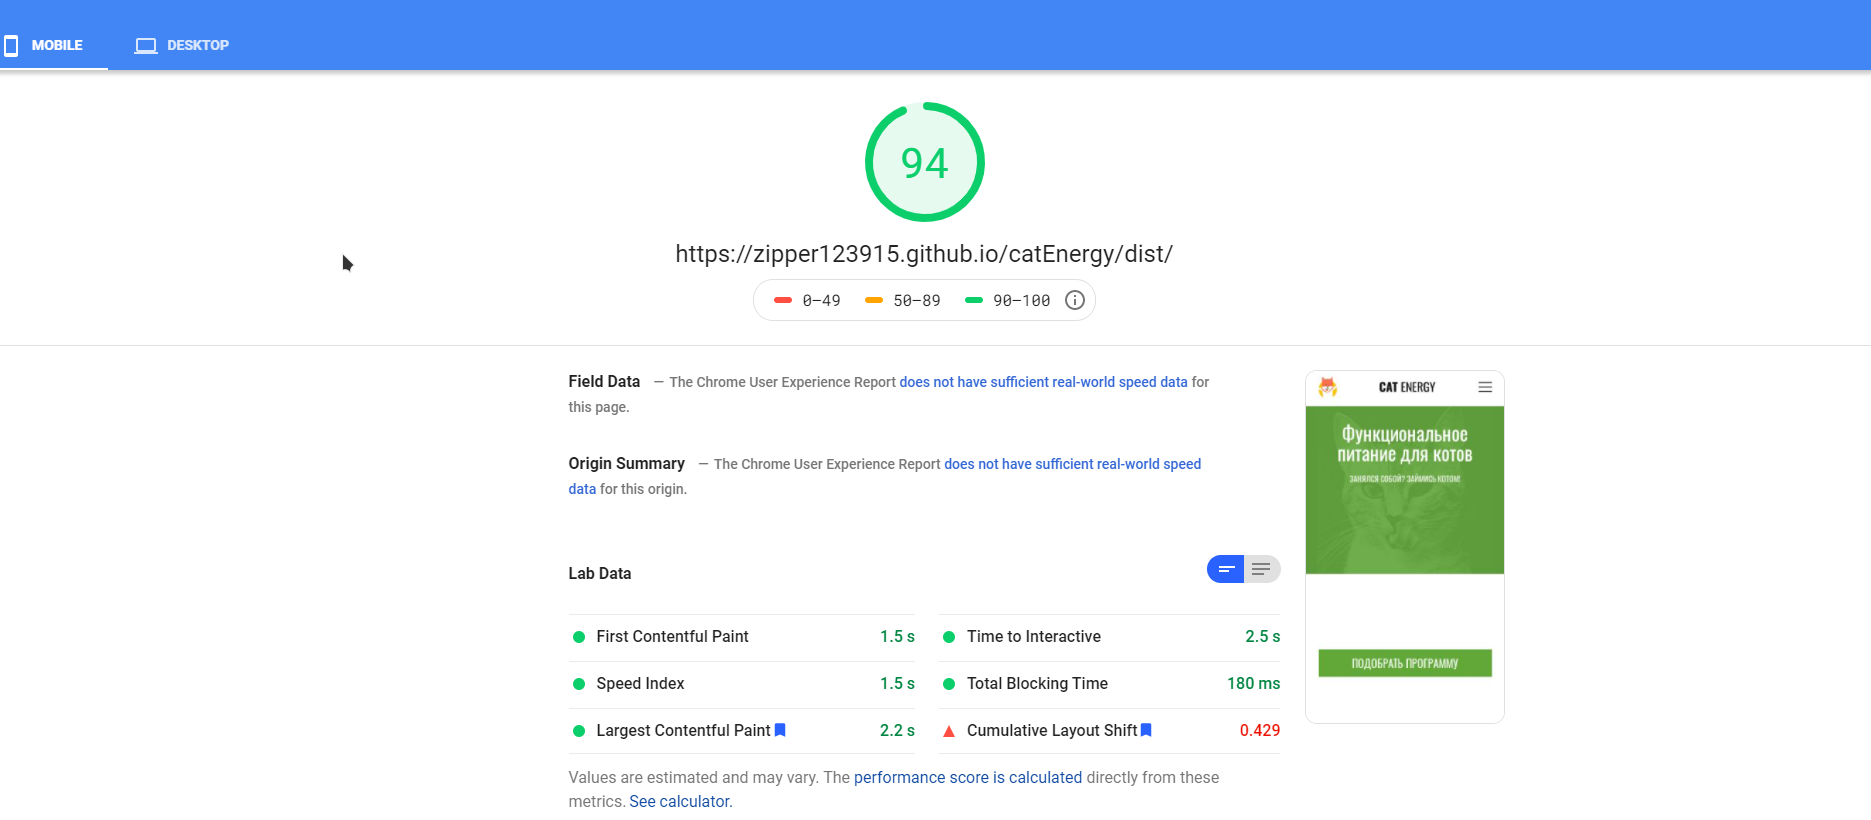 MOBILE
DESKTOP
94
https://zipper123915.github.io/catEnergy/dist/
0–49 50–89 90–100
Field Data — The Chrome User Experience Report does not have sufficient real-world speed data for
this page.
Origin Summary — The Chrome User Experience Report does not have sufficient real-world speed
data for this origin.
Lab Data
First Contentful Paint 1.5 s
Time to Interactive 2.5 s
Speed Index 1.5 s
Total Blocking Time 180 ms
Largest Contentful Paint 2.2 s
Cumulative Layout Shift 0.429
Values are estimated and may vary. The performance score is calculated directly from these
metrics. See calculator.
CAT ENERGY
Функциональное
питание для котов
ЗАНЯЛСЯ СОБОЙ? ЗАЙМИСЬ КОТОМ!
ПОДОБРАТЬ ПРОГРАММУ